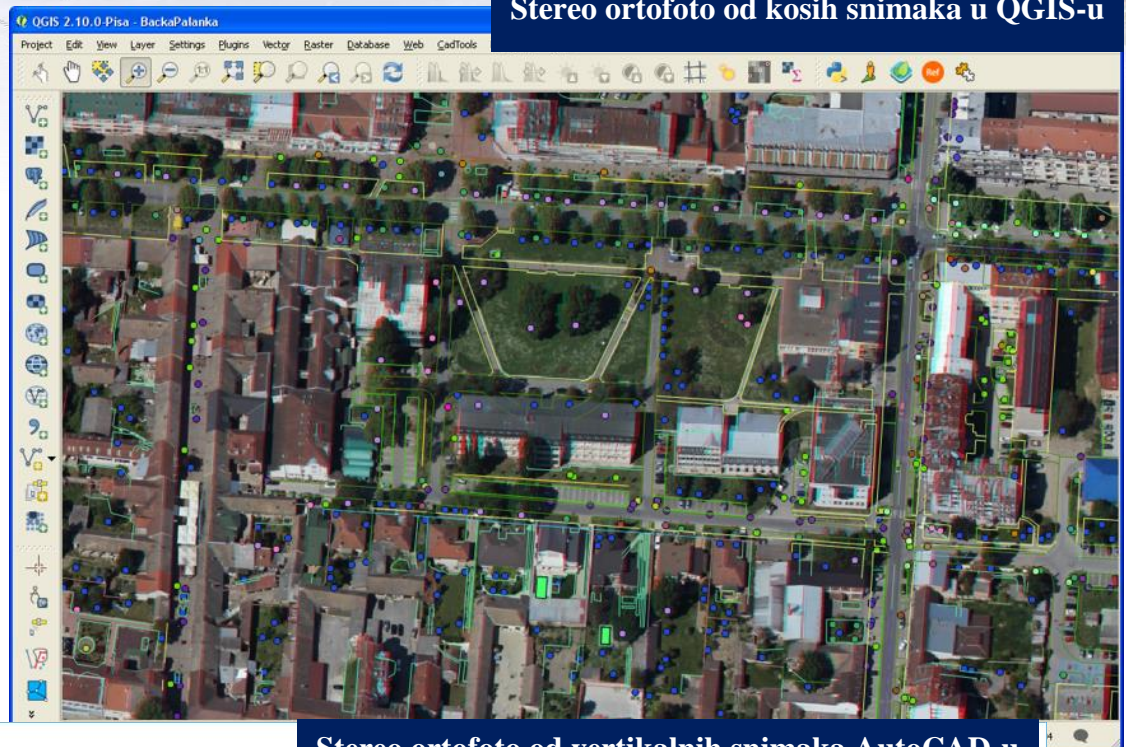 Stereo ortofoto od kosih snimaka u QGIS-u
QGIS 2.10.0-Pisa - BackaPalanka
Project Edit View Layer Settings Plugins Vector Raster Database Web CadTools
Stereo ortofoto od vertikalnih snimaka AutoCAD-u